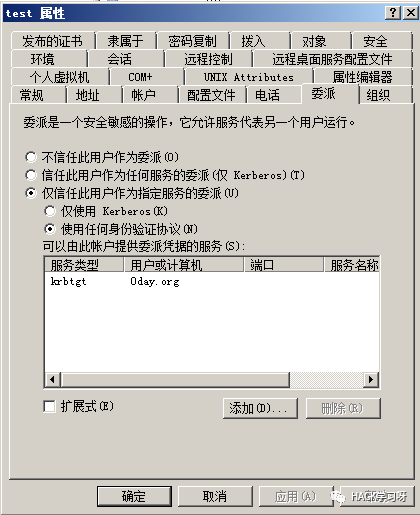 test 属性
发布的证书 隶属于 密码复制 拨入 对象 安全
环境 会话 远程控制 远程桌面服务配置文件
个人虚拟机 COM+ UNIX Attributes 属性编辑器
常规 地址 帐户 配置文件 电话 委派 组织
委派是一个安全敏感的操作，它允许服务代表另一个用户运行。
不信任此用户作为委派(O)
信任此用户作为任何服务的委派(仅 Kerberos)(T)
仅信任此用户作为指定服务的委派(U)
仅使用 Kerberos(K)
使用任何身份验证协议(N)
可以由此帐户提供委派凭据的服务(S):
服务类型 用户或计算机 端口 服务名称
krbtgt 0day.org
扩展式(E) 添加(D)... 删除(R)
确定 取消 应用(A)
HACK学习呀